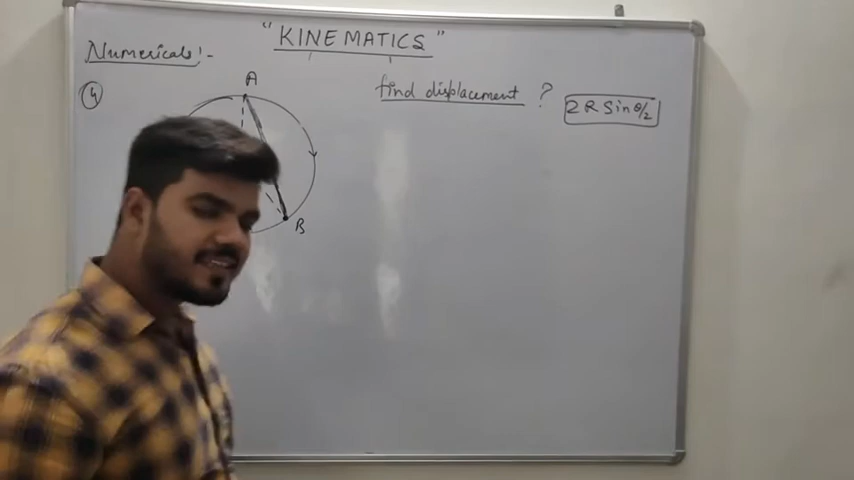 "KINEMATICS"
Numericals:-
4
find displacement ?
2R Sin θ/2
A
B